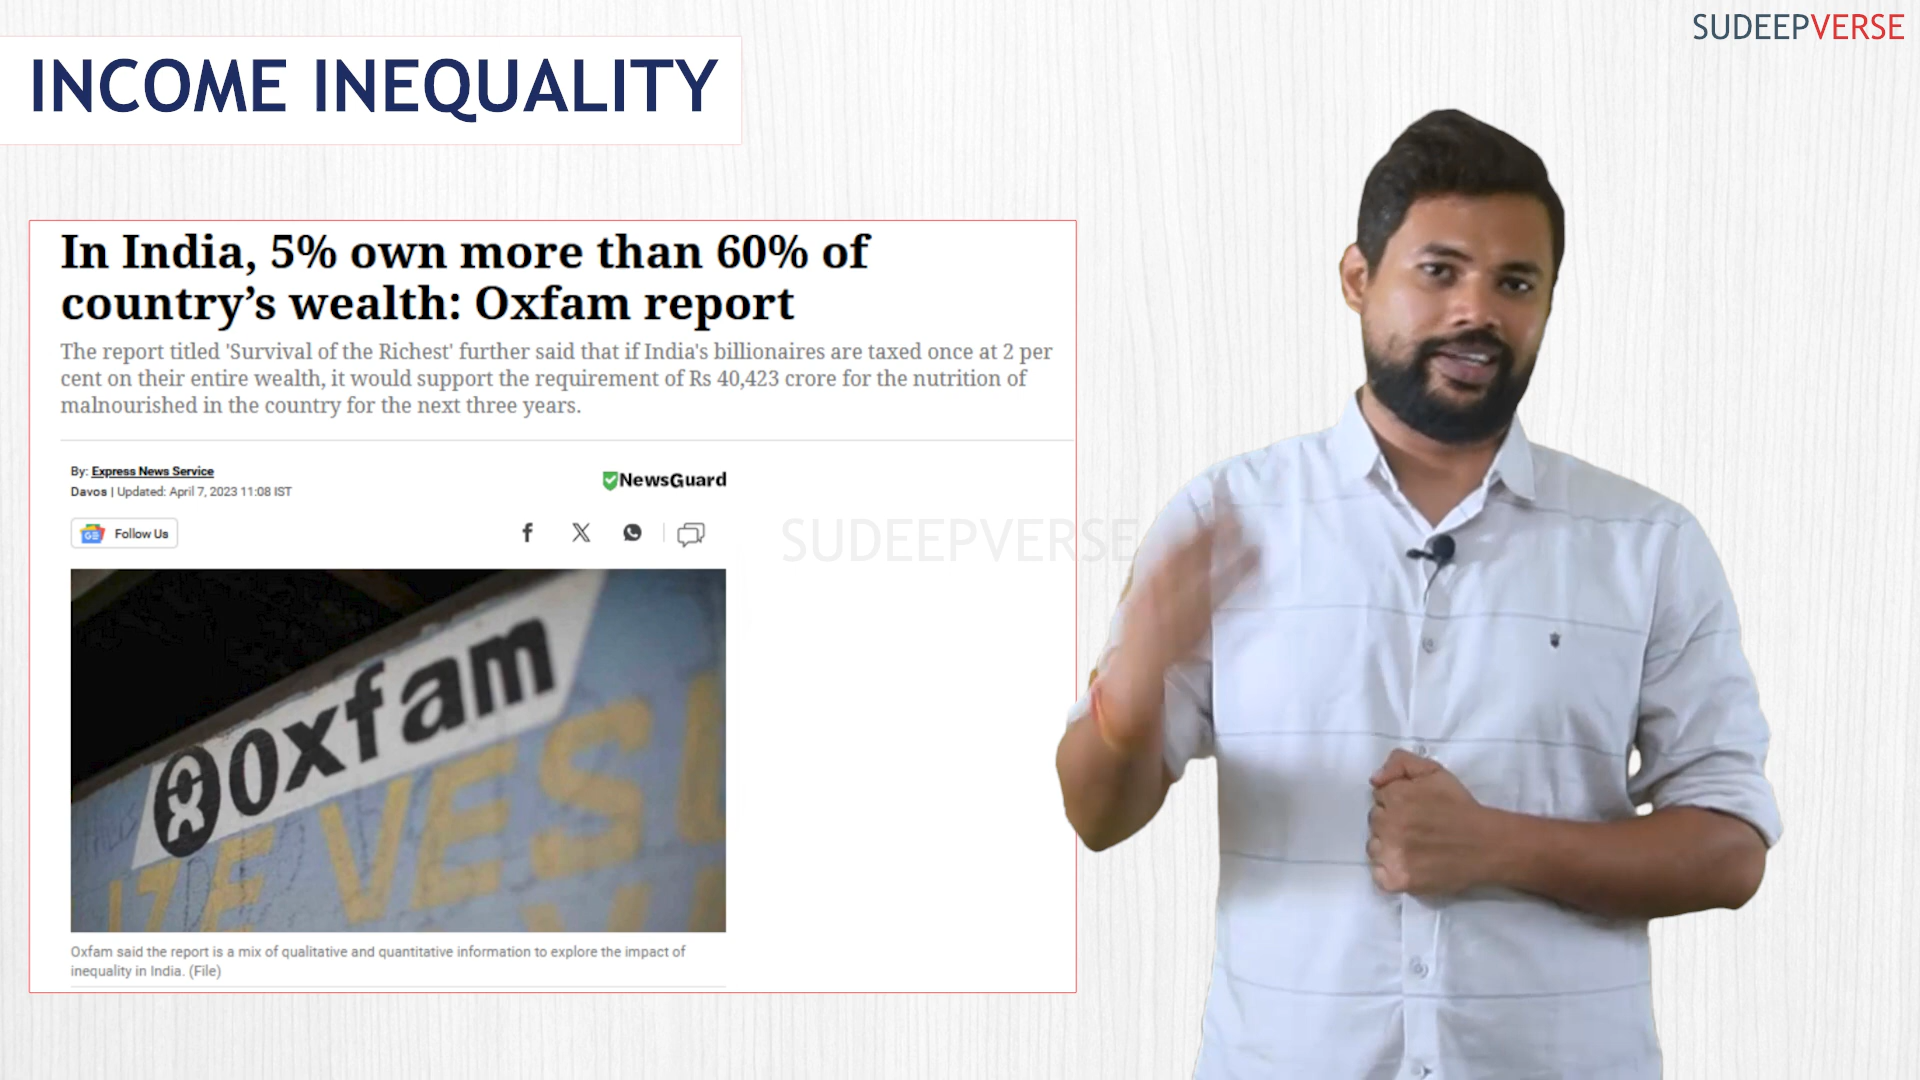 SUDEEPVERSE
INCOME INEQUALITY
In India, 5% own more than 60% of
country’s wealth: Oxfam report
The report titled 'Survival of the Richest' further said that if India's billionaires are taxed once at 2 per
cent on their entire wealth, it would support the requirement of Rs 40,423 crore for the nutrition of
malnourished in the country for the next three years.
By: Express News Service
NewsGuard
Davos | Updated: April 7, 2023 11:08 IST
Follow Us
SUDEEPVERSE
Oxfam
Oxfam said the report is a mix of qualitative and quantitative information to explore the impact of
inequality in India. (File)